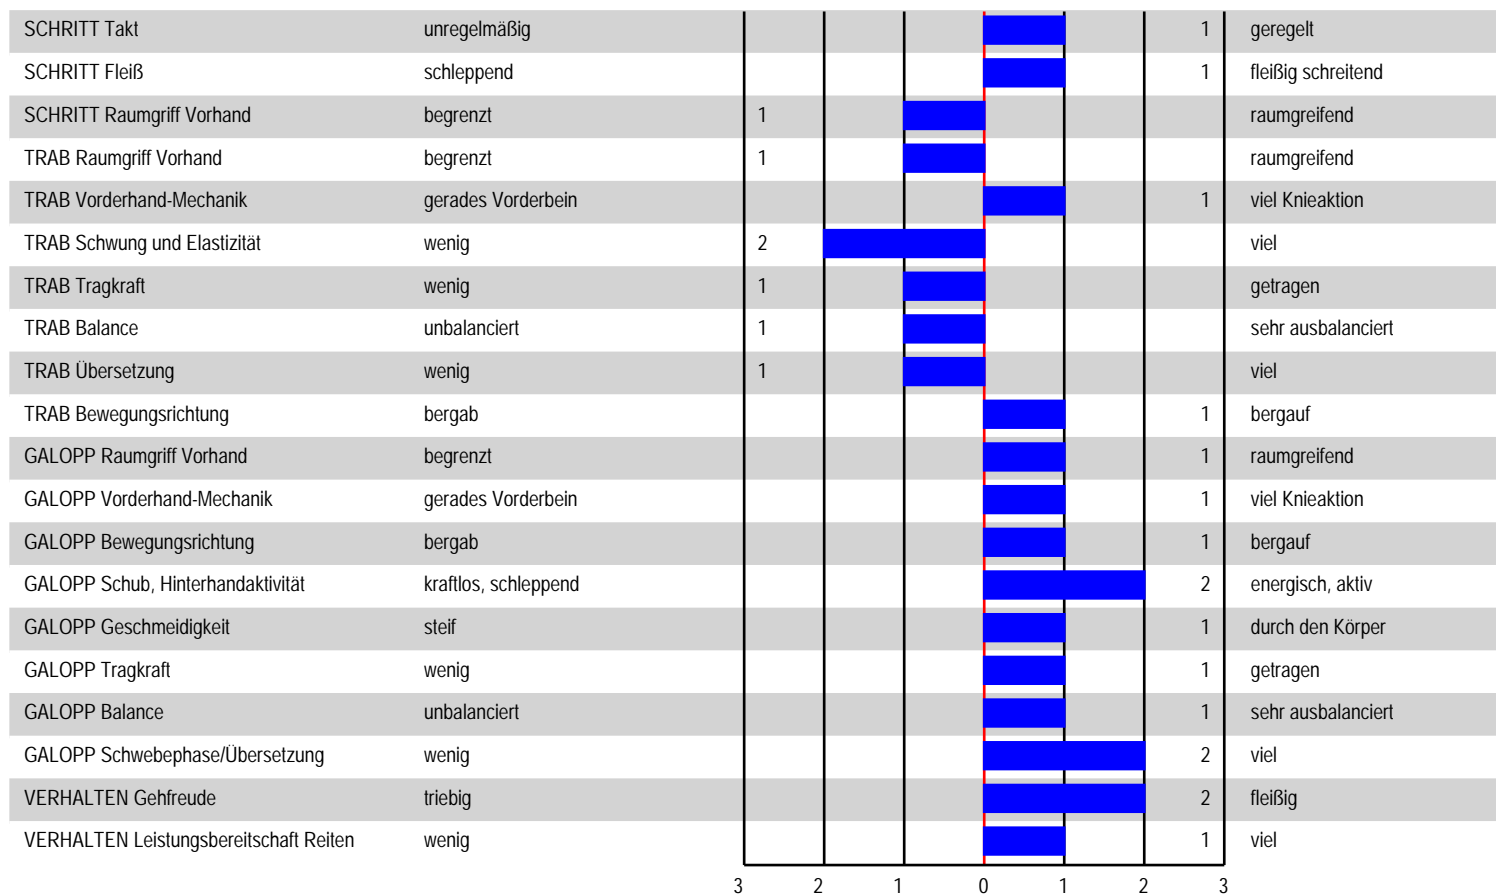 SCHRITT Takt unregelmäßig 1 geregelt
SCHRITT Fleiß schleppend 1 fleißig schreitend
SCHRITT Raumgriff Vorhand begrenzt 1 raumgreifend
TRAB Raumgriff Vorhand begrenzt 1 raumgreifend
TRAB Vorderhand-Mechanik gerades Vorderbein 1 viel Knieaktion
TRAB Schwung und Elastizität wenig 2 viel
TRAB Tragkraft wenig 1 getragen
TRAB Balance unbalanciert 1 sehr ausbalanciert
TRAB Übersetzung wenig 1 viel
TRAB Bewegungsrichtung bergab 1 bergauf
GALOPP Raumgriff Vorhand begrenzt 1 raumgreifend
GALOPP Vorderhand-Mechanik gerades Vorderbein 1 viel Knieaktion
GALOPP Bewegungsrichtung bergab 1 bergauf
GALOPP Schub, Hinterhandaktivität kraftlos, schleppend 2 energisch, aktiv
GALOPP Geschmeidigkeit steif 1 durch den Körper
GALOPP Tragkraft wenig 1 getragen
GALOPP Balance unbalanciert 1 sehr ausbalanciert
GALOPP Schwebephase/Übersetzung wenig 2 viel
VERHALTEN Gehfreude triebig 2 fleißig
VERHALTEN Leistungsbereitschaft Reiten wenig 1 viel
3 2 1 0 1 2 3